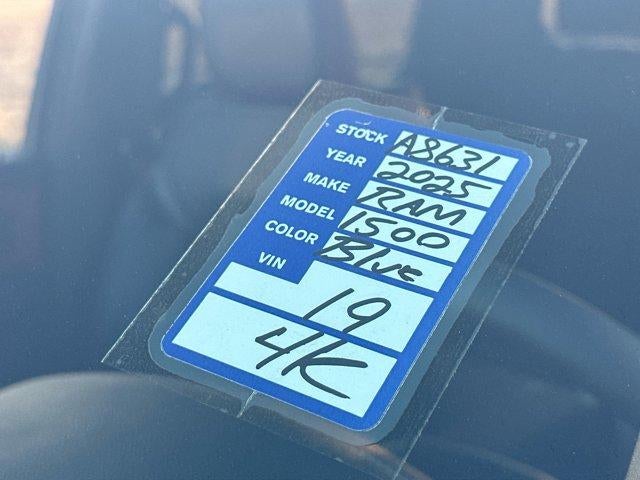 STOCK A8631
YEAR 2025
MAKE RAM
MODEL 1500
COLOR Blue
VIN
19
4K